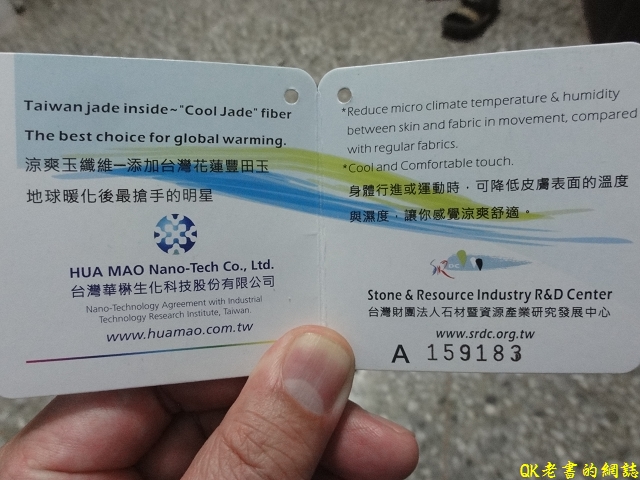 Taiwan jade inside~"Cool Jade" fiber
The best choice for global warming.
涼爽玉纖維─添加台灣花蓮豐田玉
地球暖化後最搶手的明星
HUA MAO Nano-Tech Co., Ltd.
台灣華楙生化科技股份有限公司
Nano-Technology Agreement with Industrial
Technology Research Institute, Taiwan.
www.huamao.com.tw
*Reduce micro climate temperature & humidity
between skin and fabric in movement, compared
with regular fabrics.
*Cool and Comfortable touch.
身體行進或運動時，可降低皮膚表面的溫度
與濕度，讓你感覺涼爽舒適。
Stone & Resource Industry R&D Center
台灣財團法人石材暨資源產業研究發展中心
www.srdc.org.tw
A 159183
QK老書的網誌